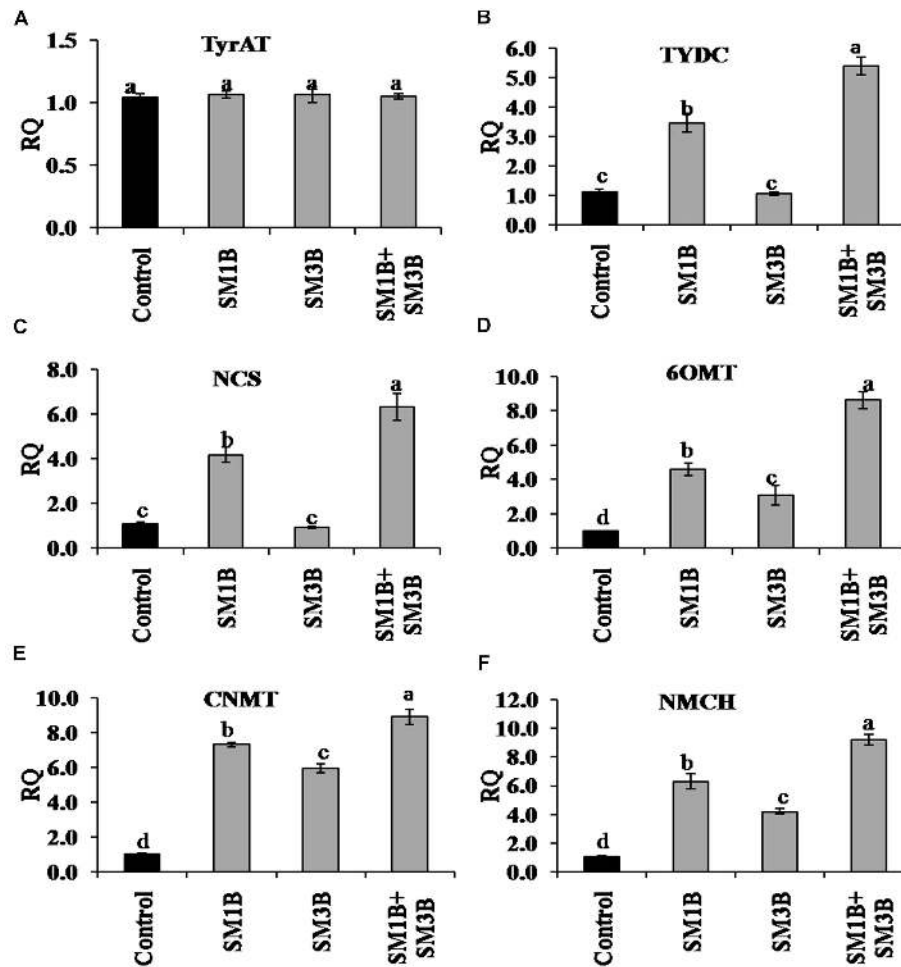 A
TyrAT
1.5
1.0
0.5
0.0
RQ
a
a
a
a
Control
SM1B
SM3B
SM1B+
SM3B
B
TYDC
6.0
5.0
4.0
3.0
2.0
1.0
0.0
RQ
c
b
c
a
Control
SM1B
SM3B
SM1B+
SM3B
C
NCS
8.0
6.0
4.0
2.0
0.0
RQ
c
b
c
a
Control
SM1B
SM3B
SM1B+
SM3B
D
6OMT
10.0
8.0
6.0
4.0
2.0
0.0
RQ
d
b
c
a
Control
SM1B
SM3B
SM1B+
SM3B
E
CNMT
10.0
8.0
6.0
4.0
2.0
0.0
RQ
d
b
c
a
Control
SM1B
SM3B
SM1B+
SM3B
F
NMCH
12.0
10.0
8.0
6.0
4.0
2.0
0.0
RQ
d
b
c
a
Control
SM1B
SM3B
SM1B+
SM3B